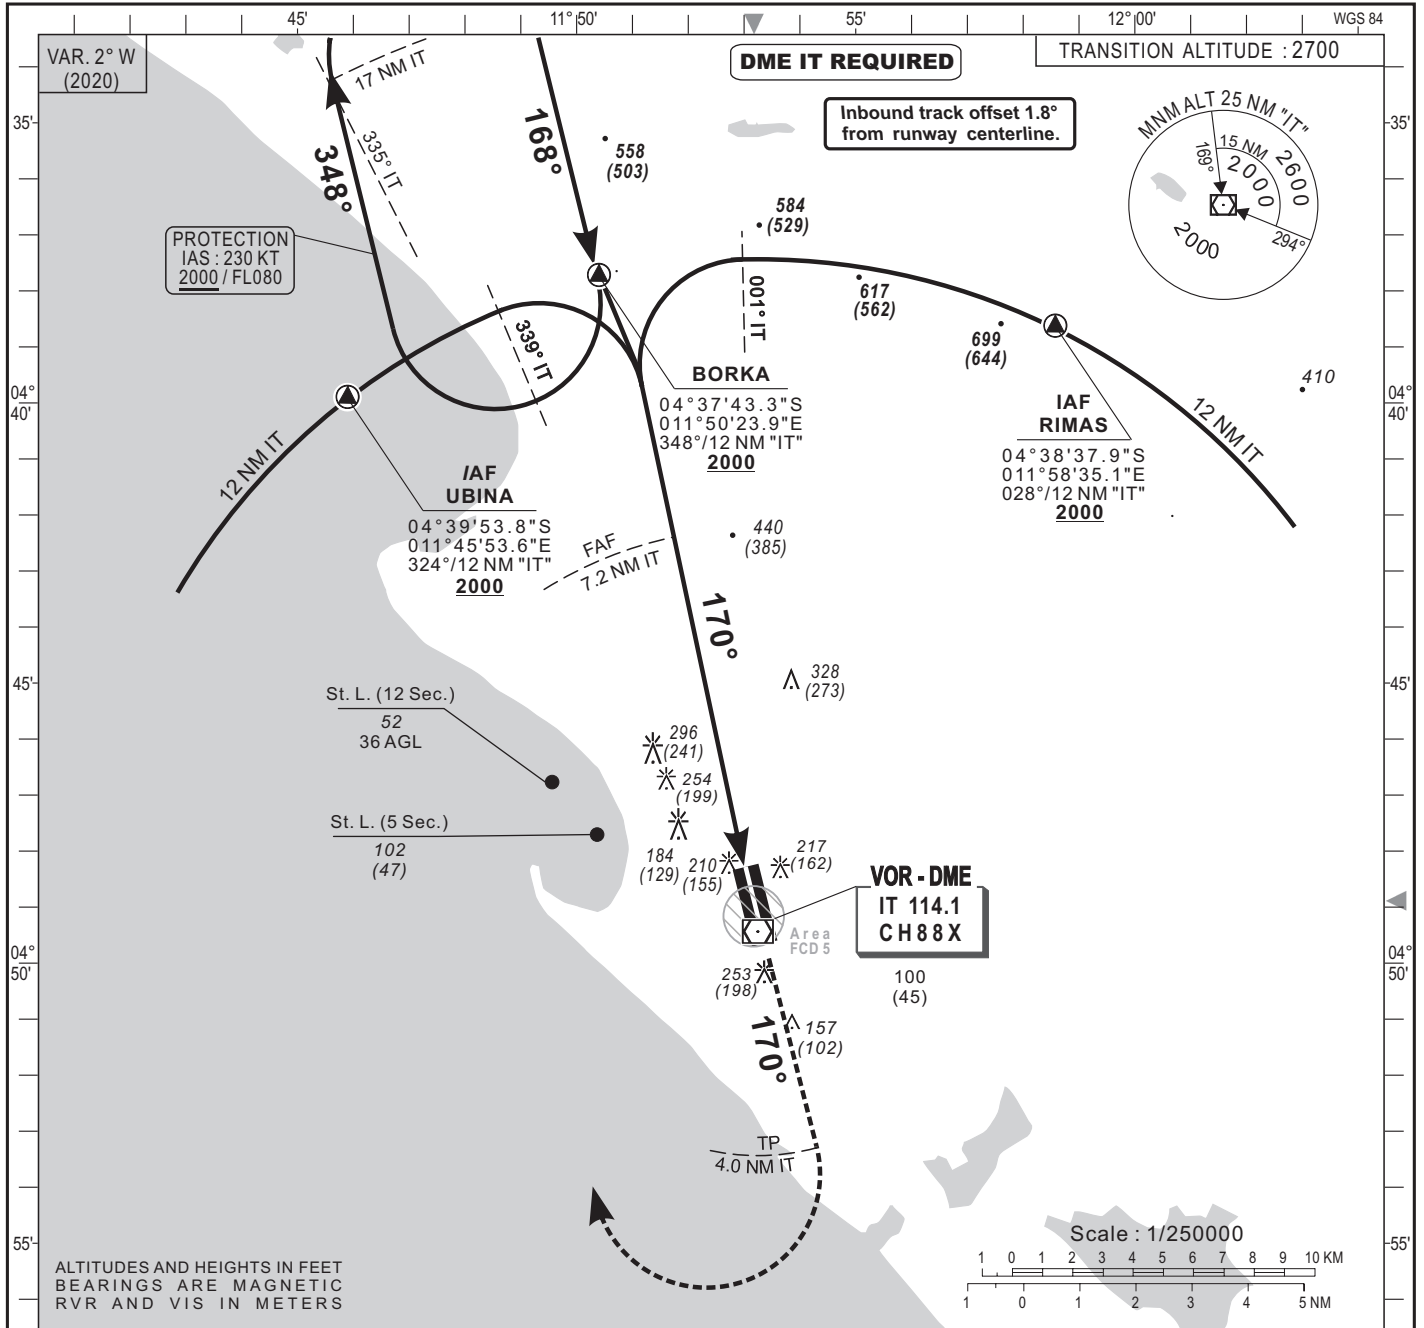 45'
11° 50'
55'
12° 00'
WGS 84
VAR. 2° W
(2020)
17 NM IT
DME IT REQUIRED
TRANSITION ALTITUDE : 2700
Inbound track offset 1.8°
from runway centerline.
MNM ALT 25 NM "IT"
15 NM
2000
2600
169°
294°
2000
35'
35'
335° IT
348°
168°
558
(503)
584
(529)
PROTECTION
IAS : 230 KT
2000 / FL080
001° IT
617
(562)
339° IT
699
(644)
BORKA
04°37'43.3"S
011°50'23.9"E
348°/12 NM "IT"
2000
410
04°
40'
04°
40'
IAF
RIMAS
04°38'37.9"S
011°58'35.1"E
028°/12 NM "IT"
2000
12 NM IT
12 NM IT
IAF
UBINA
04°39'53.8"S
011°45'53.6"E
324°/12 NM "IT"
2000
440
(385)
FAF
7.2 NM IT
170°
45'
45'
328
(273)
St. L. (12 Sec.)
52
36 AGL
296
(241)
254
(199)
St. L. (5 Sec.)
102
(47)
184
(129)
210
(155)
217
(162)
VOR - DME
IT 114.1
CH88X
100
(45)
Area
FCD 5
04°
50'
04°
50'
253
(198)
170°
157
(102)
TP
4.0 NM IT
55'
55'
ALTITUDES AND HEIGHTS IN FEET
BEARINGS ARE MAGNETIC
RVR AND VIS IN METERS
Scale : 1/250000
1 0 1 2 3 4 5 6 7 8 9 10 KM
1 0 1 2 3 4 5 NM